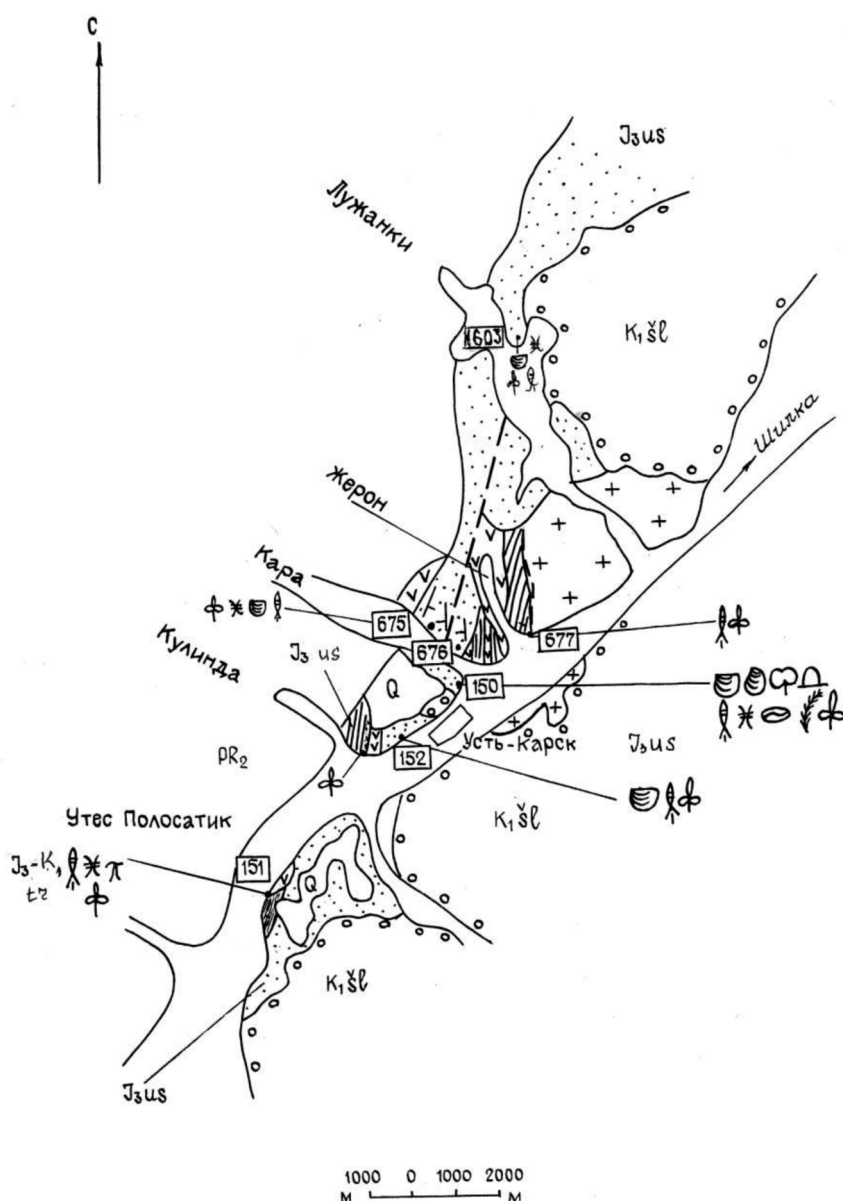 С
J₃us
Лужанки
603
K₁šl
Шилка
Жерон
Кара
675
Кулинда
676
677
J₃ us
Q
150
PR₂
Усть-Карск
J₃us
152
K₁šl
Утес Полосатик
151
J₃-K₁
tr
Q
K₁šl
J₃us
1000 0 1000 2000
м м